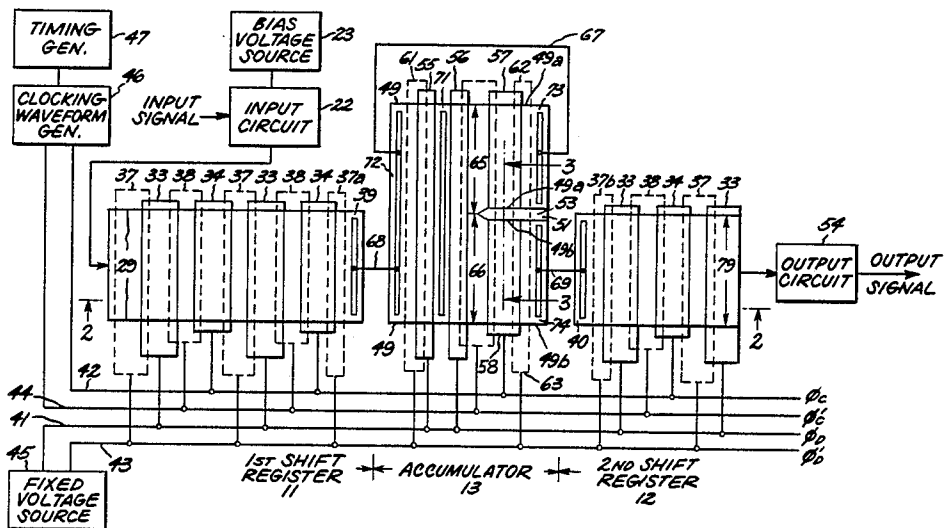 TIMING GEN.
47
BIAS VOLTAGE SOURCE
23
67
CLOCKING WAVEFORM GEN.
46
INPUT SIGNAL
INPUT CIRCUIT
22
49 61 55 71 56 57 62 49a 73
72
65
3
49a
53
51
49b
66
3
37 33 38 34 37 33 38 34 37a 39
29
68
69
37b 33 38 34 37 33
79
54
OUTPUT CIRCUIT
OUTPUT SIGNAL
2
2
40
49
58
63
74
49b
42
44
41
43
ΦC
Φ'C
ΦD
Φ'D
45
FIXED VOLTAGE SOURCE
1ST SHIFT REGISTER 11
ACCUMULATOR 13
2ND SHIFT REGISTER 12